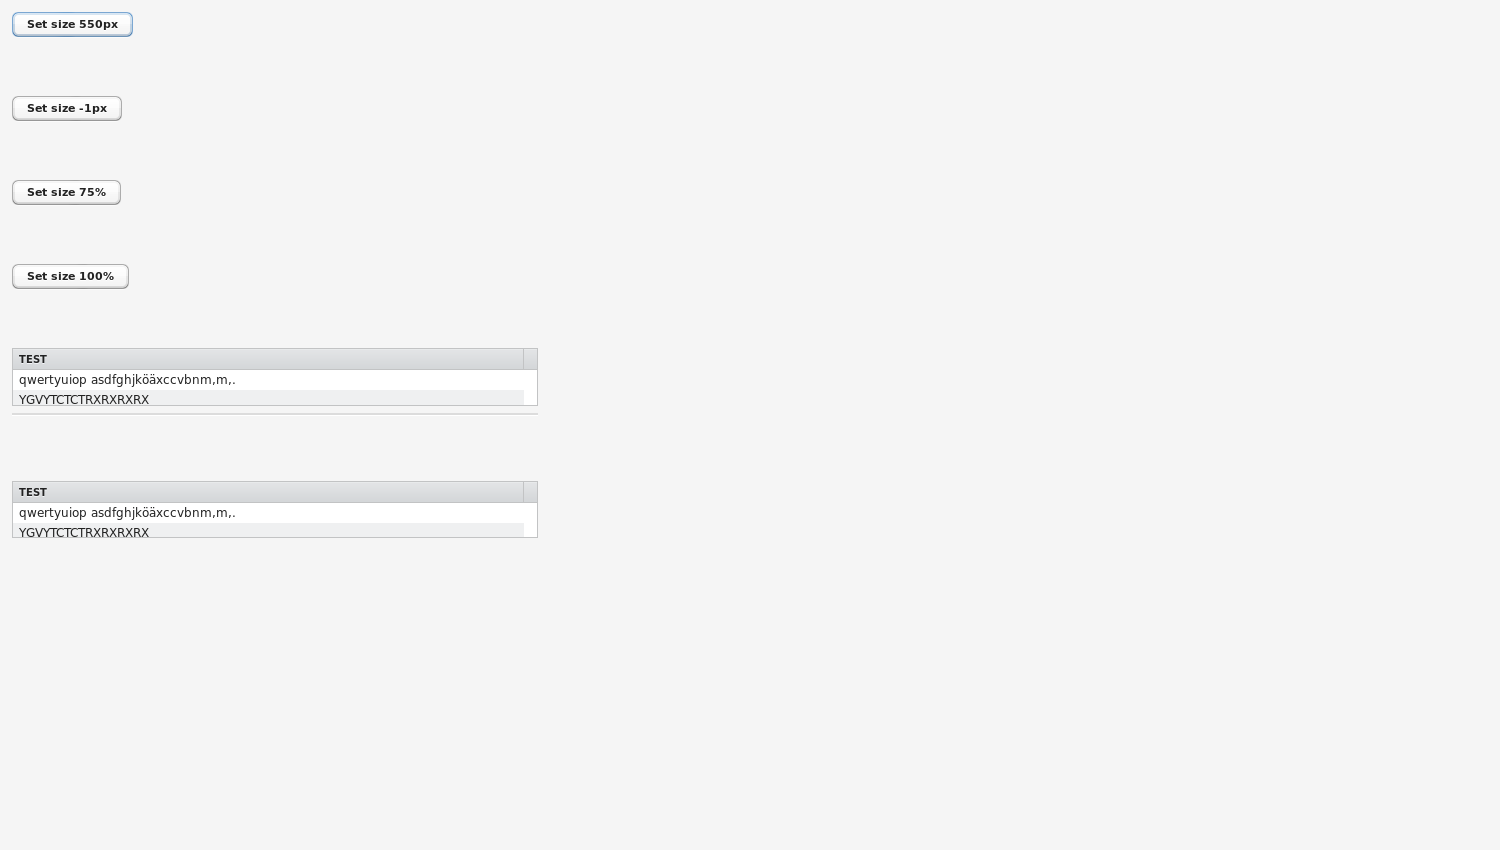 Set size 550px
Set size -1px
Set size 75%
Set size 100%
TEST
qwertyuiop asdfghjköäxccvbnm,m,.
YGVYTCTCTRXRXRXRX
TEST
qwertyuiop asdfghjköäxccvbnm,m,.
YGVYTCTCTRXRXRXRX